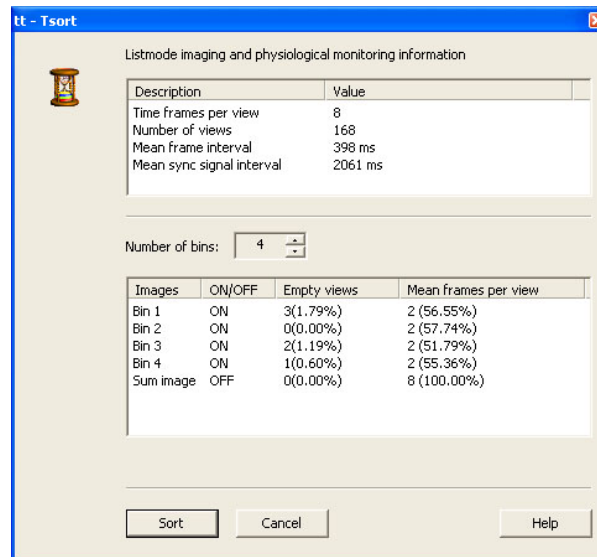 tt - Tsort
Listmode imaging and physiological monitoring information
Description Value
Time frames per view 8
Number of views 168
Mean frame interval 398 ms
Mean sync signal interval 2061 ms
Number of bins: 4
Images ON/OFF Empty views Mean frames per view
Bin 1 ON 3(1.79%) 2 (56.55%)
Bin 2 ON 0(0.00%) 2 (57.74%)
Bin 3 ON 2(1.19%) 2 (51.79%)
Bin 4 ON 1(0.60%) 2 (55.36%)
Sum image OFF 0(0.00%) 8 (100.00%)
Sort Cancel Help